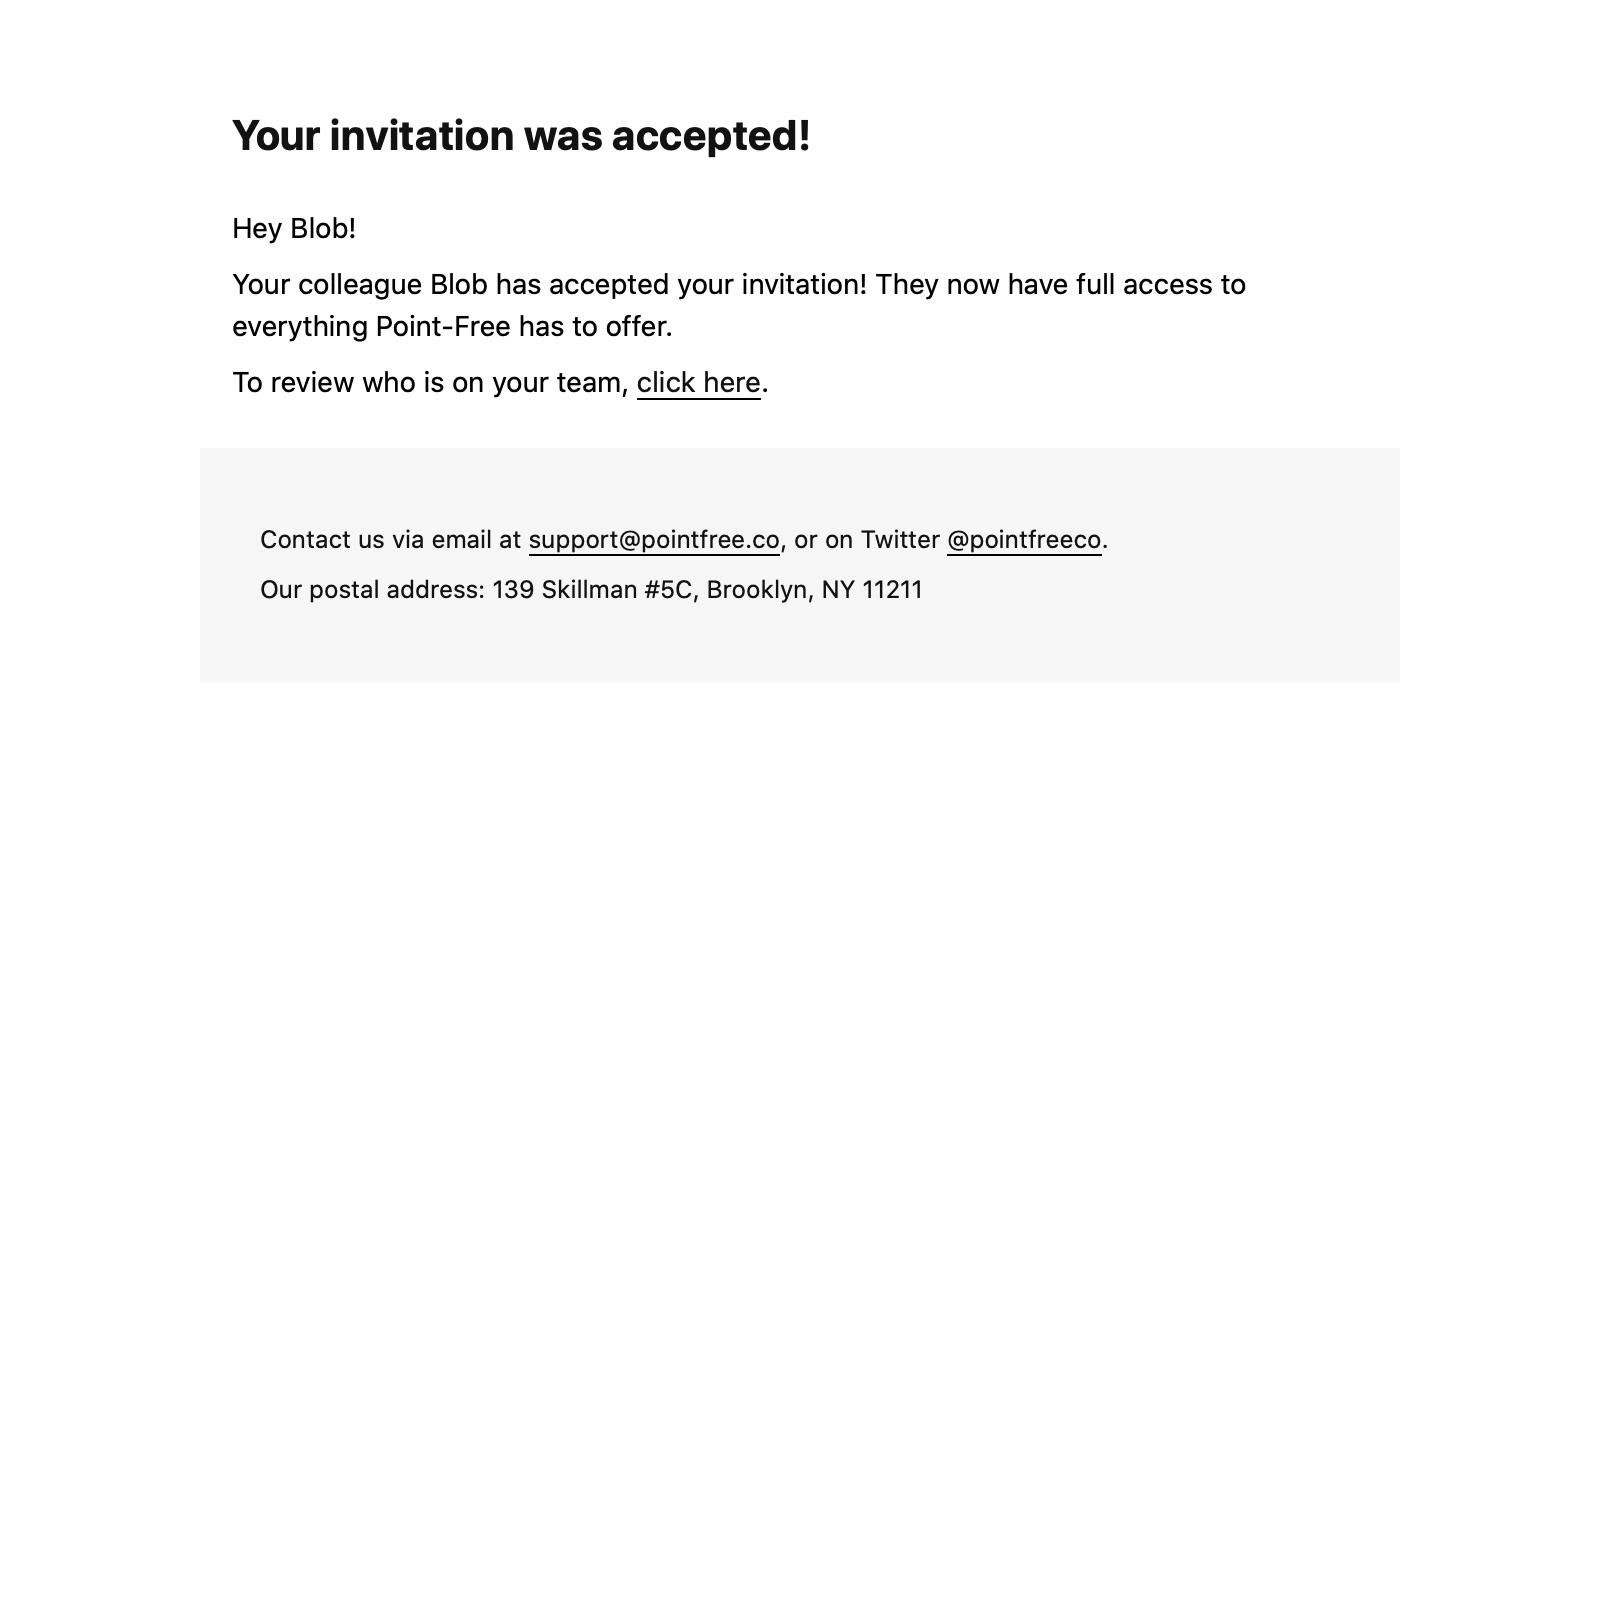 Your invitation was accepted!
Hey Blob!
Your colleague Blob has accepted your invitation! They now have full access to
everything Point-Free has to offer.
To review who is on your team, click here.
Contact us via email at support@pointfree.co, or on Twitter @pointfreeco.
Our postal address: 139 Skillman #5C, Brooklyn, NY 11211